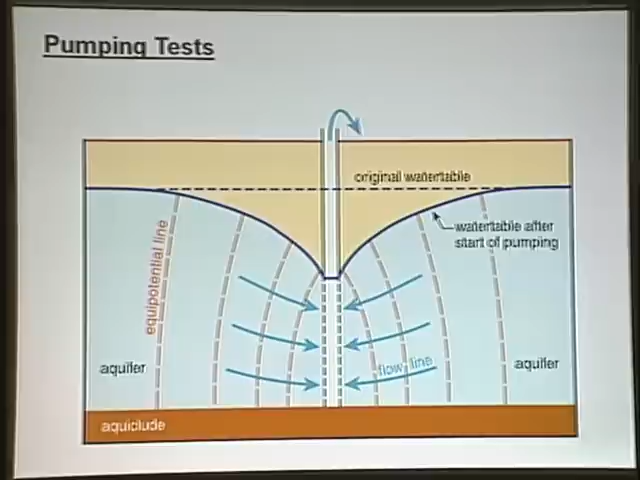 Pumping Tests
original watertable
watertable after
start of pumping
equipotential line
aquifer
flow line
aquifer
aquiclude